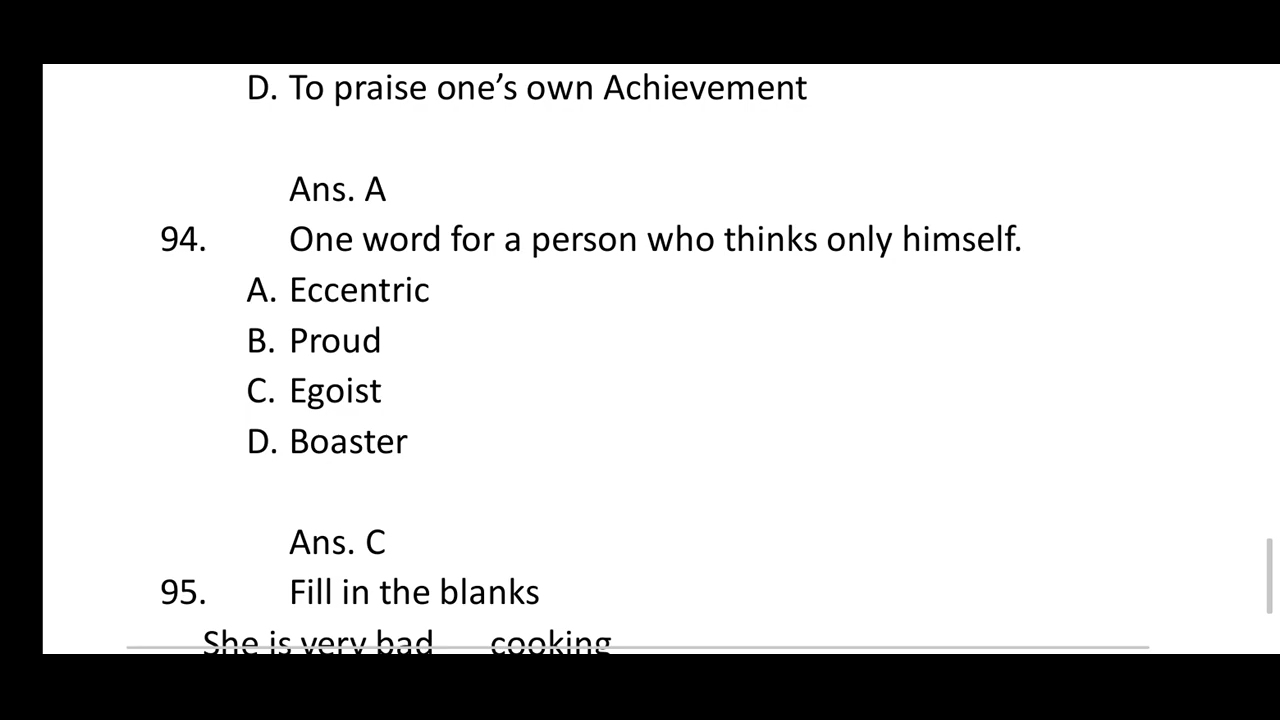 D. To praise one's own Achievement
Ans. A
94. One word for a person who thinks only himself.
A. Eccentric
B. Proud
C. Egoist
D. Boaster
Ans. C
95. Fill in the blanks
She is very bad cooking